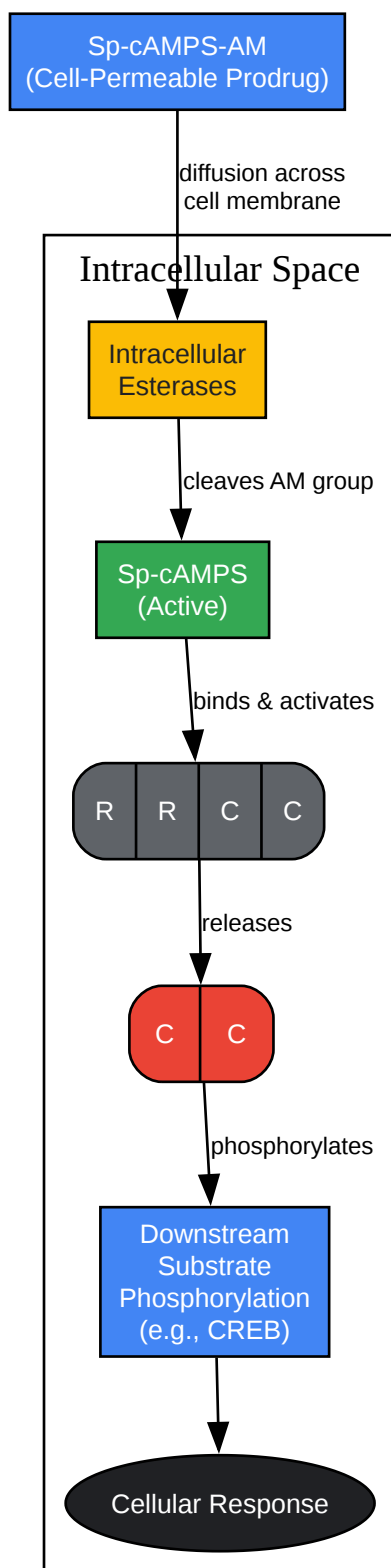 Sp-cAMPS-AM
(Cell-Permeable Prodrug)
diffusion across
cell membrane
Intracellular Space
Intracellular
Esterases
cleaves AM group
Sp-cAMPS
(Active)
binds & activates
R R C C
releases
C C
phosphorylates
Downstream
Substrate
Phosphorylation
(e.g., CREB)
Cellular Response